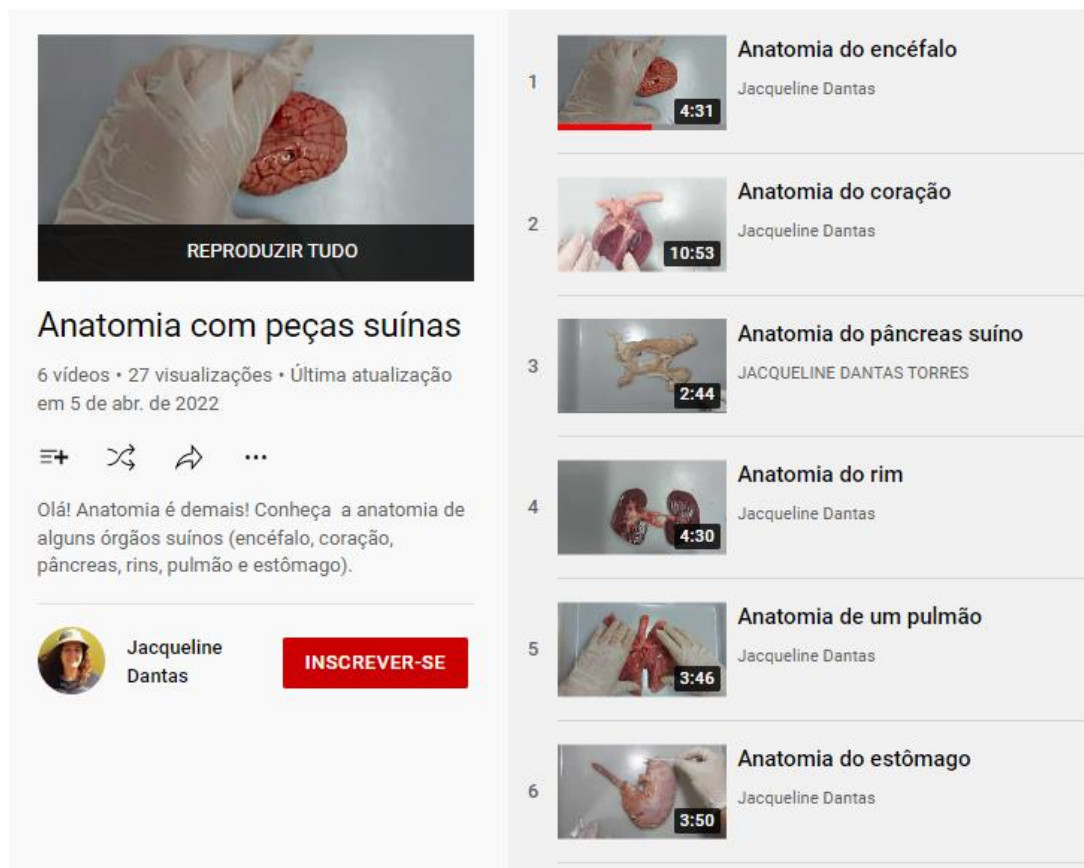 REPRODUZIR TUDO
Anatomia com peças suínas
6 vídeos • 27 visualizações • Última atualização
em 5 de abr. de 2022
Olá! Anatomia é demais! Conheça a anatomia de
alguns órgãos suínos (encéfalo, coração,
pâncreas, rins, pulmão e estômago).
Jacqueline
Dantas
INSCREVER-SE
1
4:31
Anatomia do encéfalo
Jacqueline Dantas
2
10:53
Anatomia do coração
Jacqueline Dantas
3
2:44
Anatomia do pâncreas suíno
JACQUELINE DANTAS TORRES
4
4:30
Anatomia do rim
Jacqueline Dantas
5
3:46
Anatomia de um pulmão
Jacqueline Dantas
6
3:50
Anatomia do estômago
Jacqueline Dantas